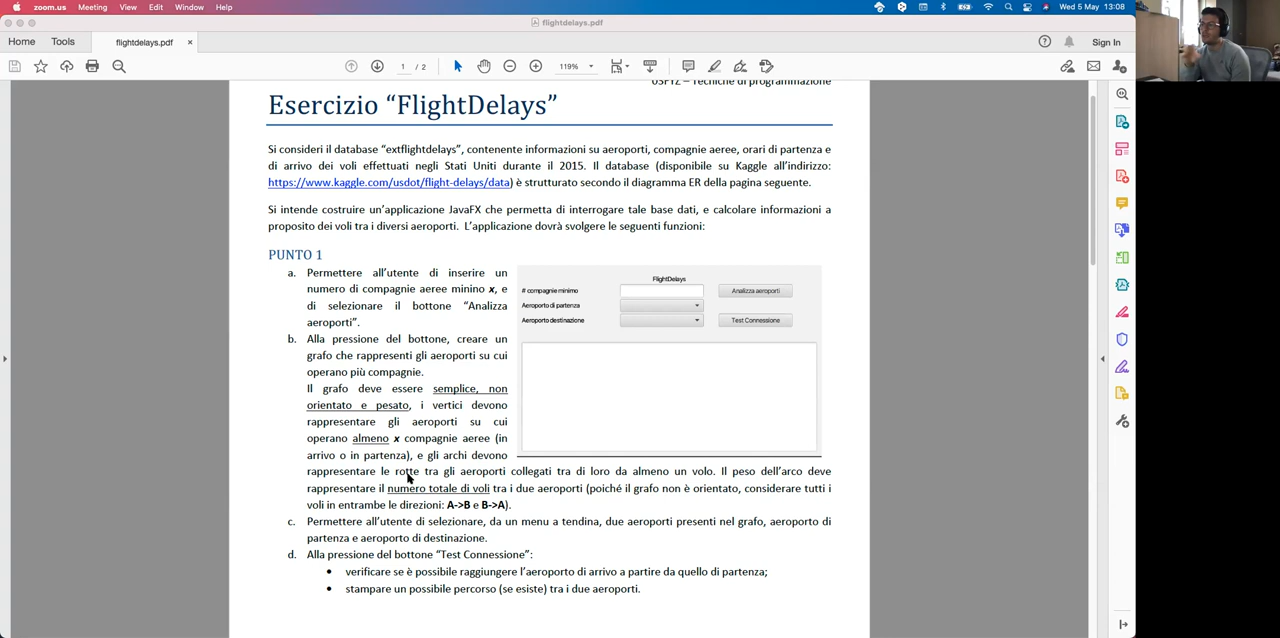 zoom.us Meeting View Edit Window Help Wed 5 May 13:08
flightdelays.pdf
Home Tools flightdelays.pdf × Sign In
1 / 2 119%
03FYZ – Tecniche di programmazione
Esercizio “FlightDelays”
Si consideri il database “extflightdelays”, contenente informazioni su aeroporti, compagnie aeree, orari di partenza e
di arrivo dei voli effettuati negli Stati Uniti durante il 2015. Il database (disponibile su Kaggle all’indirizzo:
https://www.kaggle.com/usdot/flight-delays/data) è strutturato secondo il diagramma ER della pagina seguente.
Si intende costruire un’applicazione JavaFX che permetta di interrogare tale base dati, e calcolare informazioni a
proposito dei voli tra i diversi aeroporti. L’applicazione dovrà svolgere le seguenti funzioni:
PUNTO 1
a. Permettere all’utente di inserire un
numero di compagnie aeree minino x, e
di selezionare il bottone “Analizza
aeroporti”.
b. Alla pressione del bottone, creare un
grafo che rappresenti gli aeroporti su cui
operano più compagnie.
Il grafo deve essere semplice, non
orientato e pesato, i vertici devono
rappresentare gli aeroporti su cui
operano almeno x compagnie aeree (in
arrivo o in partenza), e gli archi devono
rappresentare le rotte tra gli aeroporti collegati tra di loro da almeno un volo. Il peso dell’arco deve
rappresentare il numero totale di voli tra i due aeroporti (poiché il grafo non è orientato, considerare tutti i
voli in entrambe le direzioni: A->B e B->A).
FlightDelays
# compagnie minimo Analizza aeroporti
Aeroporto di partenza
Aeroporto destinazione Test Connessione
c. Permettere all’utente di selezionare, da un menu a tendina, due aeroporti presenti nel grafo, aeroporto di
partenza e aeroporto di destinazione.
d. Alla pressione del bottone “Test Connessione”:
• verificare se è possibile raggiungere l’aeroporto di arrivo a partire da quello di partenza;
• stampare un possibile percorso (se esiste) tra i due aeroporti.